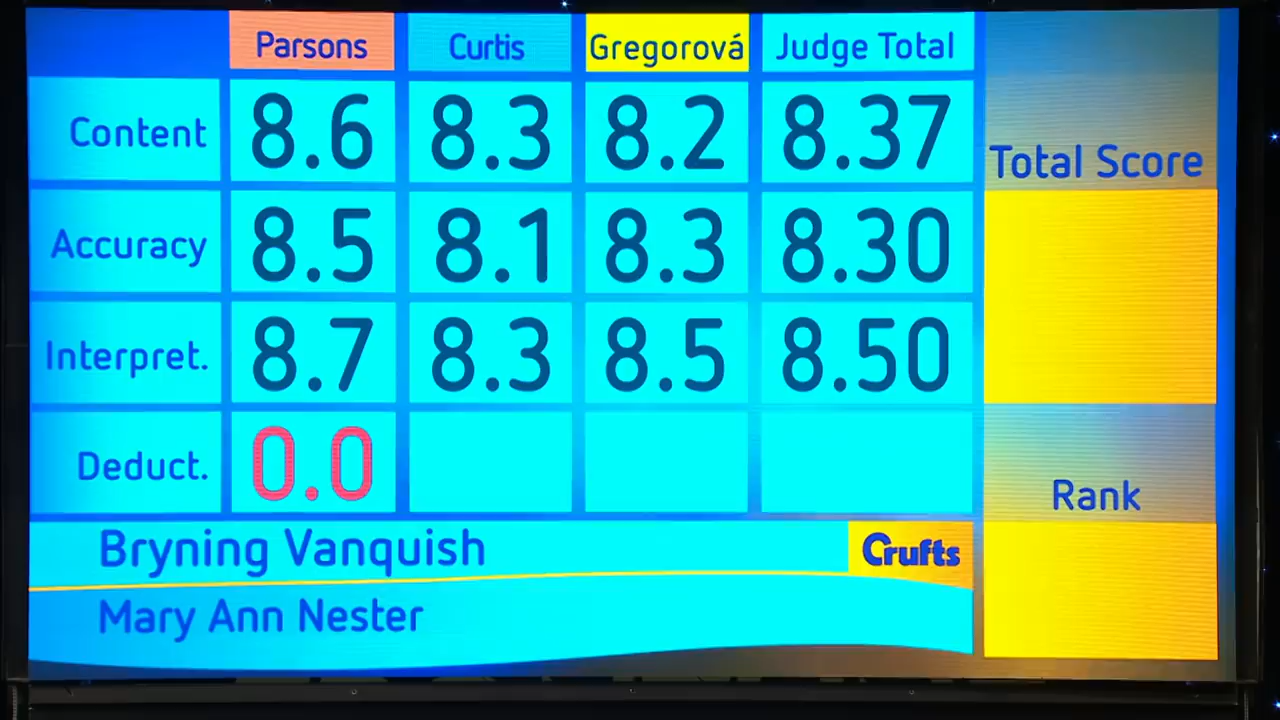 Parsons Curtis Gregorová Judge Total
Content 8.6 8.3 8.2 8.37
Total Score
Accuracy 8.5 8.1 8.3 8.30
Interpret. 8.7 8.3 8.5 8.50
Deduct. 0.0
Rank
Bryning Vanquish
Crufts
Mary Ann Nester